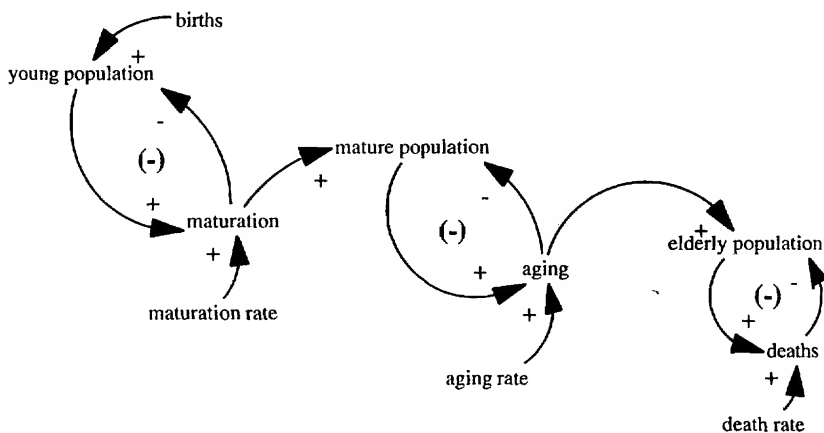 births
+
young population
-
(-)
mature population
+
+
-
maturation
(-)
+
+
elderly population
+
aging
(-)
-
maturation rate
+
+
deaths
aging rate
+
death rate